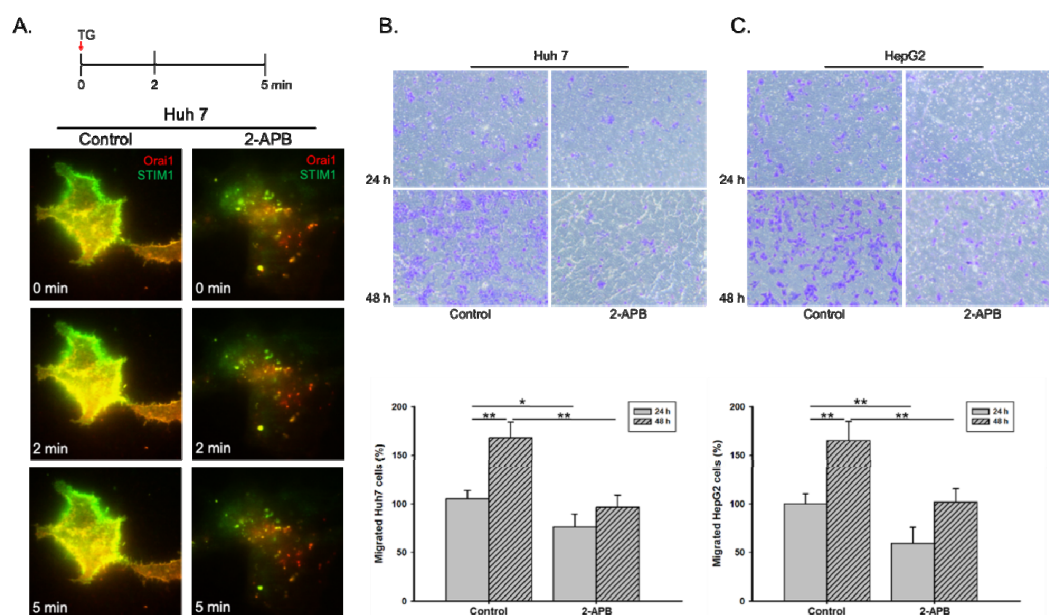 A.
TG
0 2 5 min
Huh 7
Control 2-APB
Orai1
STIM1
0 min
Orai1
STIM1
0 min
2 min
2 min
5 min
5 min
B.
Huh 7
24 h
48 h
Control 2-APB
200
150
100
50
0
Migrated Huh7 cells (%)
* 
** **
24 h
48 h
Control 2-APB
C.
HepG2
24 h
48 h
Control 2-APB
200
150
100
50
0
Migrated HepG2 cells (%)
**
** **
24 h
48 h
Control 2-APB